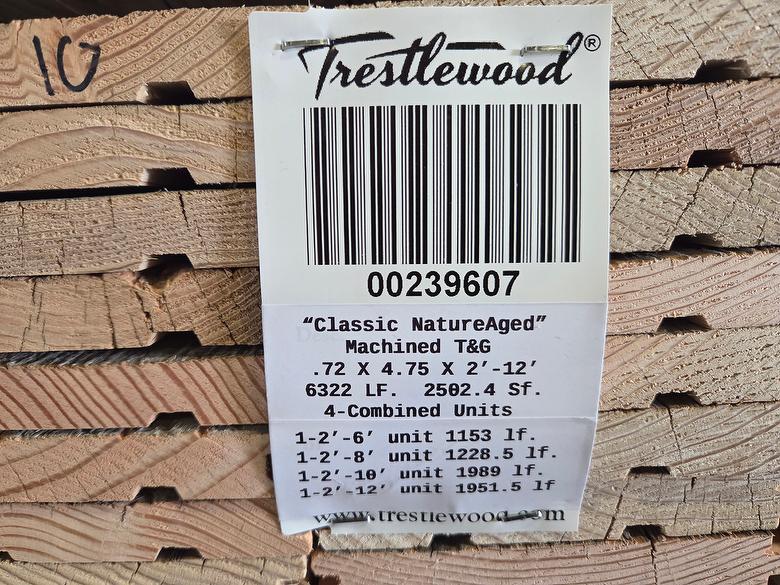 10
Trestlewood®
00239607
“Classic NatureAged”
Machined T&G
.72 X 4.75 X 2’-12’
6322 LF. 2502.4 Sf.
4-Combined Units
1-2’-6’ unit 1153 lf.
1-2’-8’ unit 1228.5 lf.
1-2’-10’ unit 1989 lf.
1-2’-12’ unit 1951.5 lf
www.trestlewood.com